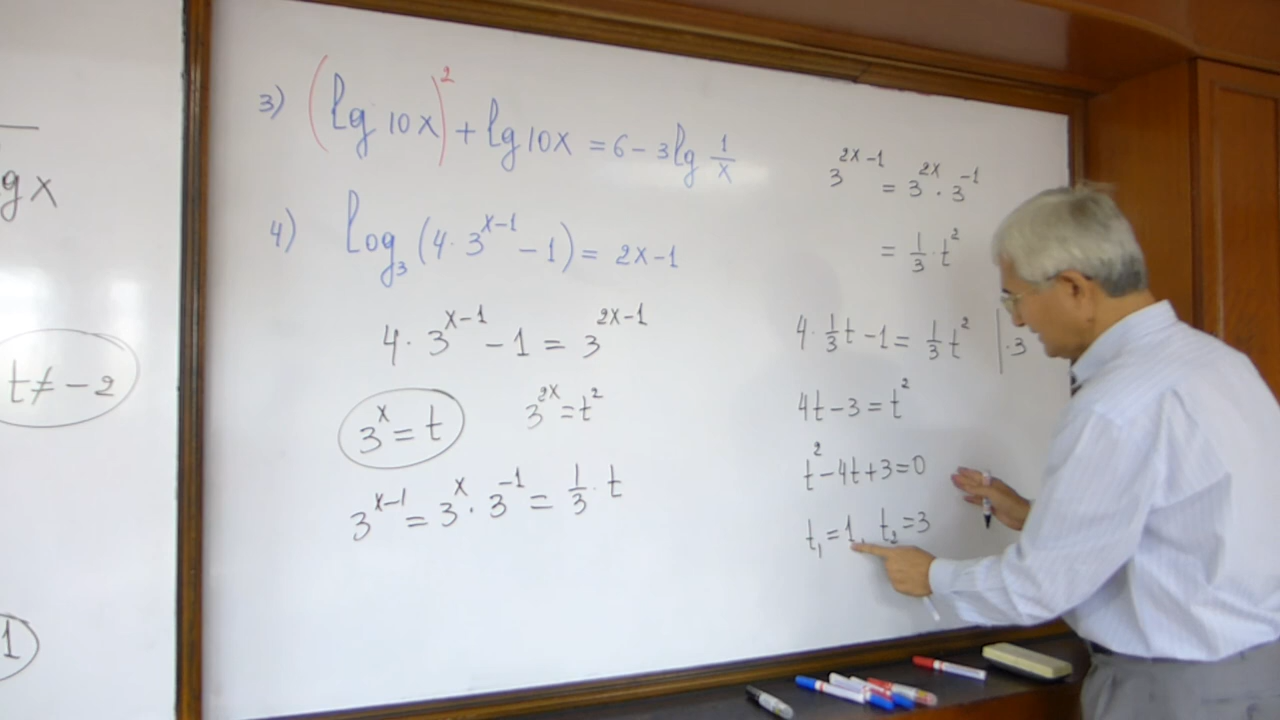 gx
t ≠ -2
1
3) (lg 10x)² + lg 10x = 6 - 3lg 1/x
4) log₃(4·3^(x-1) - 1) = 2x-1
4·3^(x-1) - 1 = 3^(2x-1)
3^x = t 3^(2x) = t²
3^(x-1) = 3^x · 3^(-1) = 1/3 · t
3^(2x-1) = 3^(2x) · 3^(-1)
= 1/3 · t²
4·1/3 t - 1 = 1/3 t² | ·3
4t - 3 = t²
t² - 4t + 3 = 0
t₁ = 1, t₂ = 3